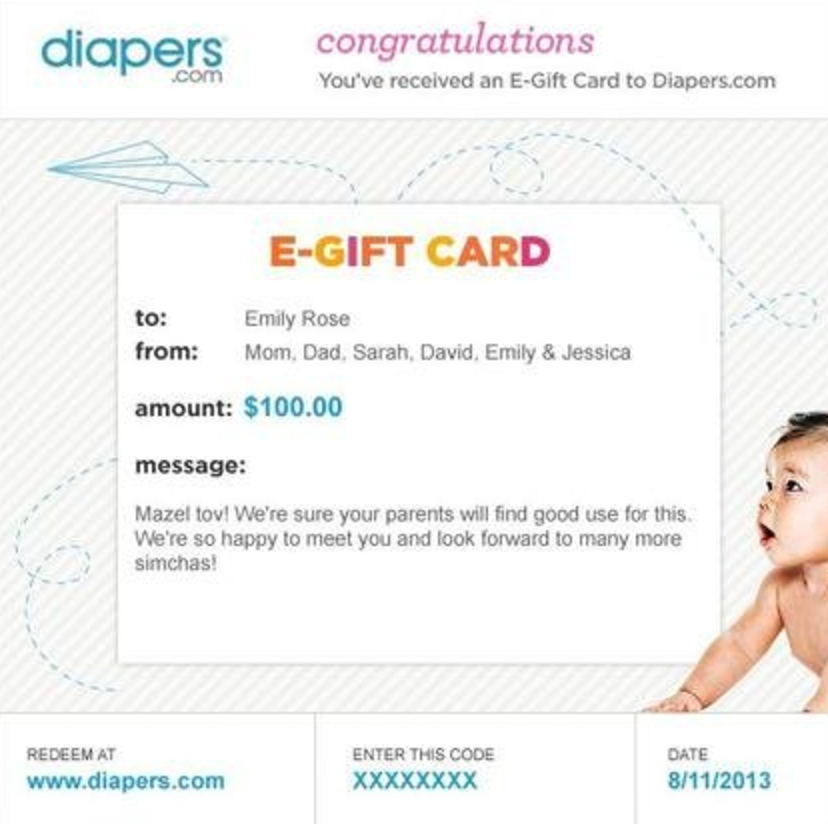 diapers
.com
congratulations
You've received an E-Gift Card to Diapers.com
E-GIFT CARD
to: Emily Rose
from: Mom, Dad, Sarah, David, Emily & Jessica
amount: $100.00
message:
Mazel tov! We're sure your parents will find good use for this.
We're so happy to meet you and look forward to many more
simchas!
REDEEM AT
www.diapers.com
ENTER THIS CODE
XXXXXXXX
DATE
8/11/2013